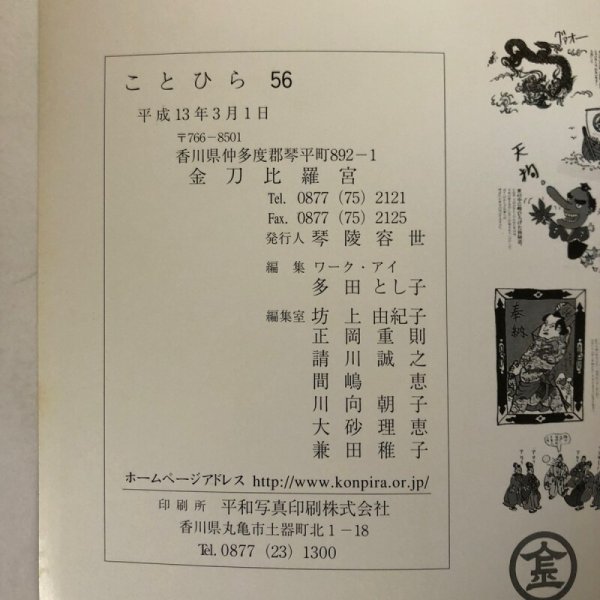 ことひら 56
平成13年3月1日
〒766−8501
香川県仲多度郡琴平町892−1
金刀比羅宮
Tel. 0877 (75) 2121
Fax. 0877 (75) 2125
発行人 琴陵容世
編集 ワーク・アイ
多田とし子
編集室 坊上由紀子
正岡重則
請川誠之
間嶋恵
川向朝子
大砂理恵
兼田稚子
ホームページアドレス http://www.konpira.or.jp/
印刷所 平和写真印刷株式会社
香川県丸亀市土器町北1−18
Tel. 0877 (23) 1300
天狗
奉納
金